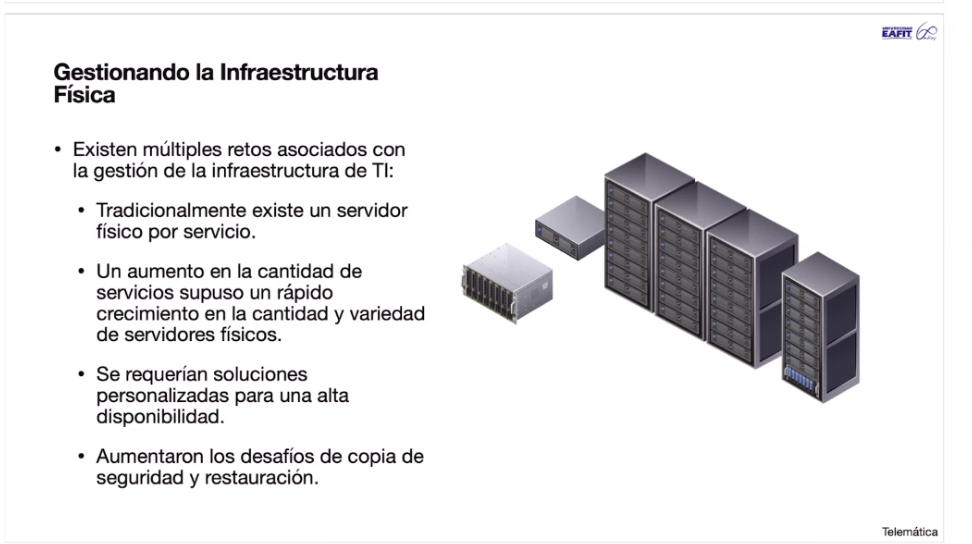 UNIVERSIDAD
EAFIT
Gestionando la Infraestructura
Física
• Existen múltiples retos asociados con
la gestión de la infraestructura de TI:
• Tradicionalmente existe un servidor
físico por servicio.
• Un aumento en la cantidad de
servicios supuso un rápido
crecimiento en la cantidad y variedad
de servidores físicos.
• Se requerían soluciones
personalizadas para una alta
disponibilidad.
• Aumentaron los desafíos de copia de
seguridad y restauración.
Telemática